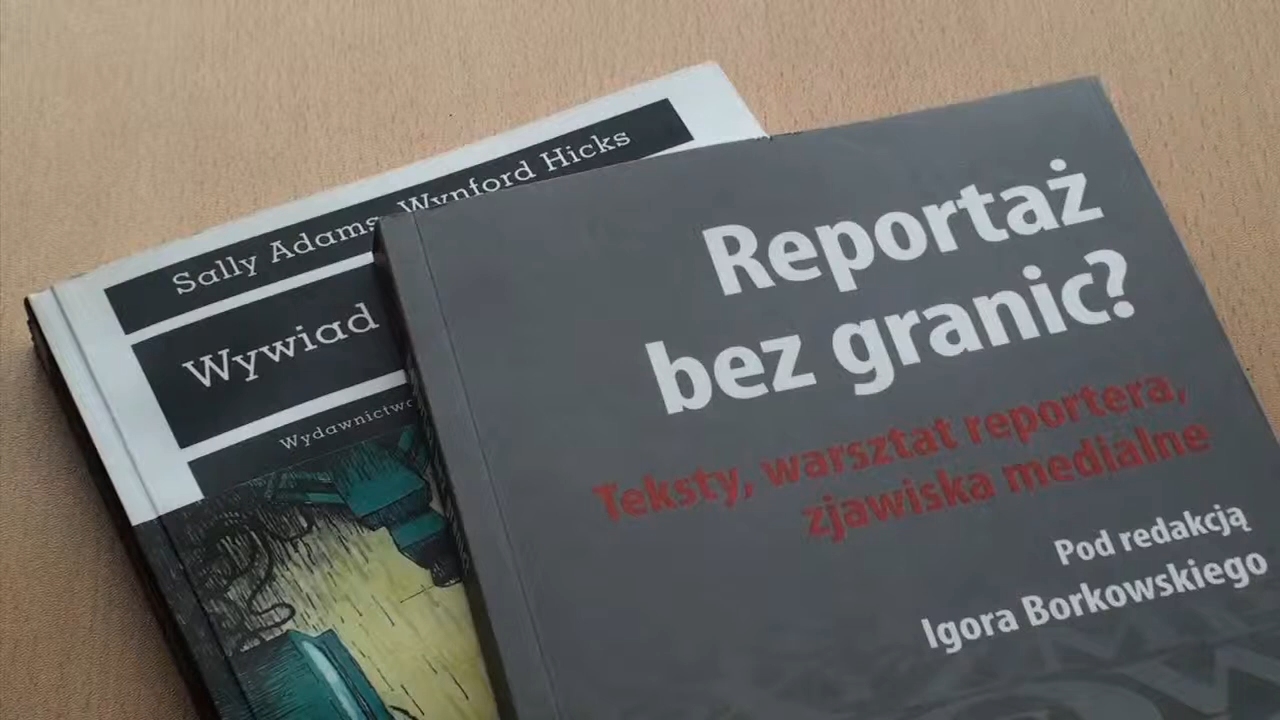 Sally Adams, Wynford Hicks
Wywiad
Wydawnictwo
Reportaż
bez granic?
Teksty, warsztat reportera,
zjawiska medialne
Pod redakcją
Igora Borkowskiego